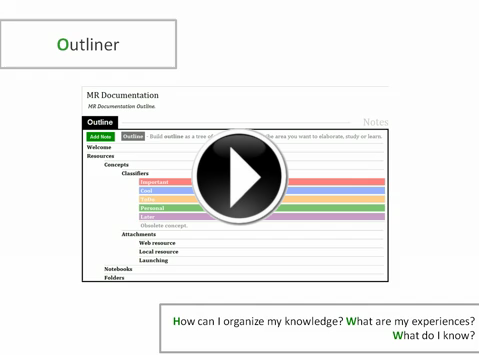 Outliner
MR Documentation
MR Documentation Outline.
Outline
Notes
Add Note Outline - Build outline as a tree of the area you want to elaborate, study or learn.
Welcome
Resources
Concepts
Classifiers
Important
Cool
ToDo
Personal
Later
Obsolete concept.
Attachments
Web resource
Local resource
Launching
Notebooks
Folders
How can I organize my knowledge? What are my experiences?
What do I know?